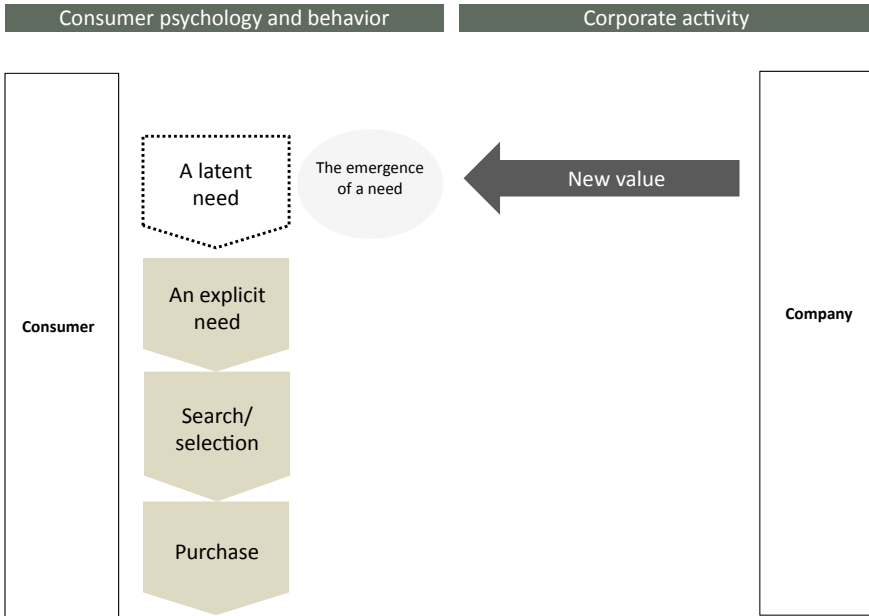 Consumer psychology and behavior
Corporate activity
A latent
need
The emergence
of a need
New value
An explicit
need
Consumer
Company
Search/
selection
Purchase